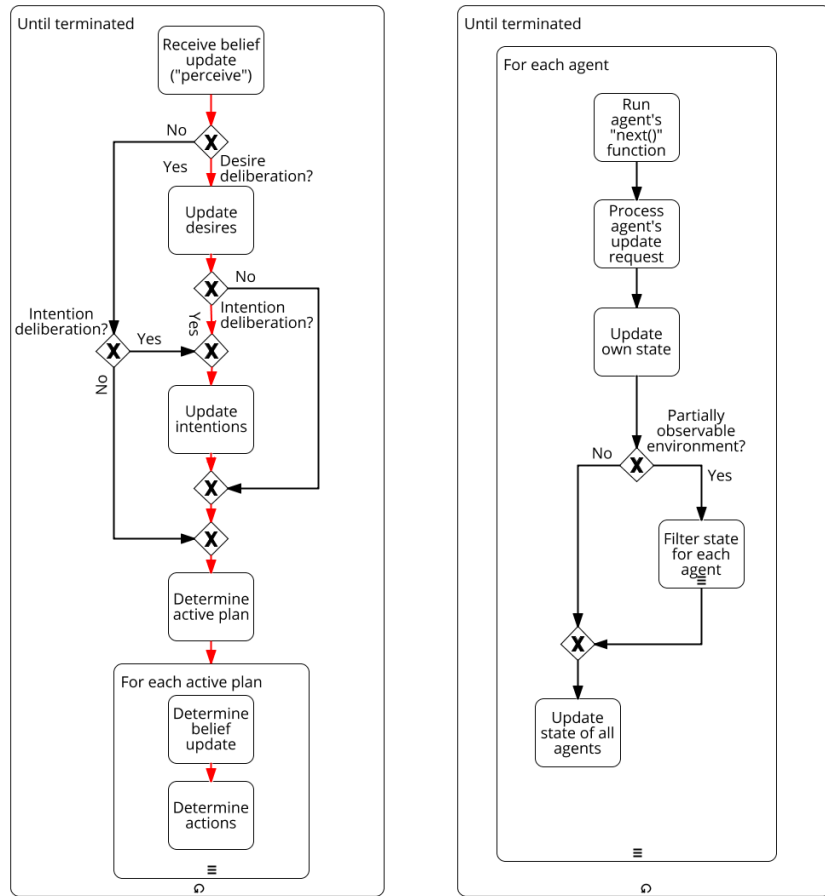 Until terminated
Receive belief
update
("perceive")
No
Yes
Desire
deliberation?
Update
desires
No
Intention
deliberation?
Yes
Intention
deliberation?
Yes
No
Update
intentions
Determine
active plan
For each active plan
Determine
belief
update
Determine
actions
Until terminated
For each agent
Run
agent's
"next()"
function
Process
agent's
update
request
Update
own state
Partially
observable
environment?
No
Yes
Filter state
for each
agent
Update
state of all
agents